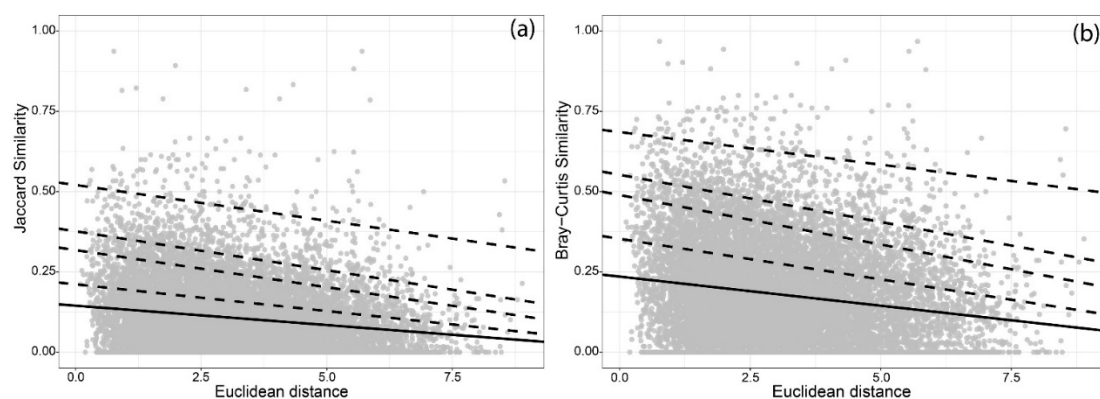 (a)
Jaccard Similarity
1.00
0.75
0.50
0.25
0.00
0.0 2.5 5.0 7.5
Euclidean distance
(b)
Bray−Curtis Similarity
1.00
0.75
0.50
0.25
0.00
0.0 2.5 5.0 7.5
Euclidean distance